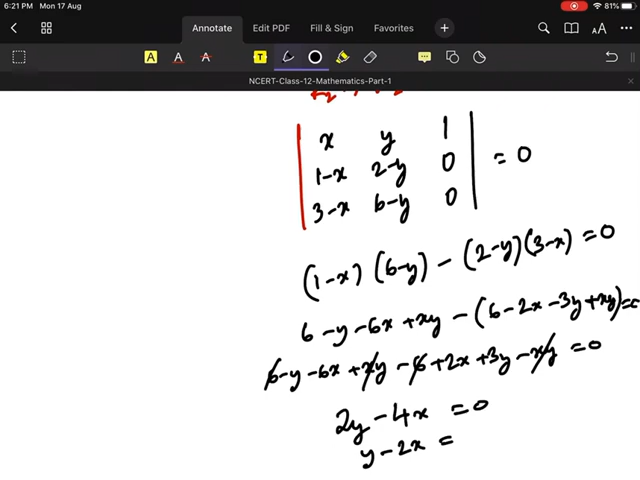 6:21 PM Mon 17 Aug 81%
Annotate Edit PDF Fill & Sign Favorites
NCERT-Class-12-Mathematics-Part-1
| x y 1 |
| 1-x 2-y 0 | = 0
| 3-x 6-y 0 |
(1-x) (6-y) - (2-y)(3-x) = 0
6 - y - 6x + xy - (6 - 2x - 3y + xy) = 0
6 - y - 6x + xy - 6 + 2x + 3y - xy = 0
2y - 4x = 0
y - 2x =